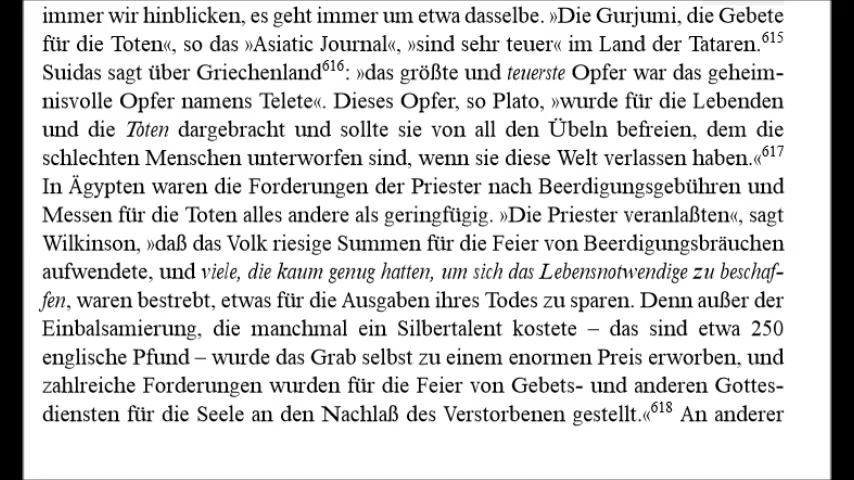 immer wir hinblicken, es geht immer um etwa dasselbe. »Die Gurjumi, die Gebete
für die Toten«, so das »Asiatic Journal«, »sind sehr teuer« im Land der Tataren.615
Suidas sagt über Griechenland616: »das größte und teuerste Opfer war das geheim-
nisvolle Opfer namens Telete«. Dieses Opfer, so Plato, »wurde für die Lebenden
und die Toten dargebracht und sollte sie von all den Übeln befreien, dem die
schlechten Menschen unterworfen sind, wenn sie diese Welt verlassen haben.«617
In Ägypten waren die Forderungen der Priester nach Beerdigungsgebühren und
Messen für die Toten alles andere als geringfügig. »Die Priester veranlaßten«, sagt
Wilkinson, »daß das Volk riesige Summen für die Feier von Beerdigungsbräuchen
aufwendete, und viele, die kaum genug hatten, um sich das Lebensnotwendige zu beschaf-
fen, waren bestrebt, etwas für die Ausgaben ihres Todes zu sparen. Denn außer der
Einbalsamierung, die manchmal ein Silbertalent kostete – das sind etwa 250
englische Pfund – wurde das Grab selbst zu einem enormen Preis erworben, und
zahlreiche Forderungen wurden für die Feier von Gebets- und anderen Gottes-
diensten für die Seele an den Nachlaß des Verstorbenen gestellt.«618 An anderer